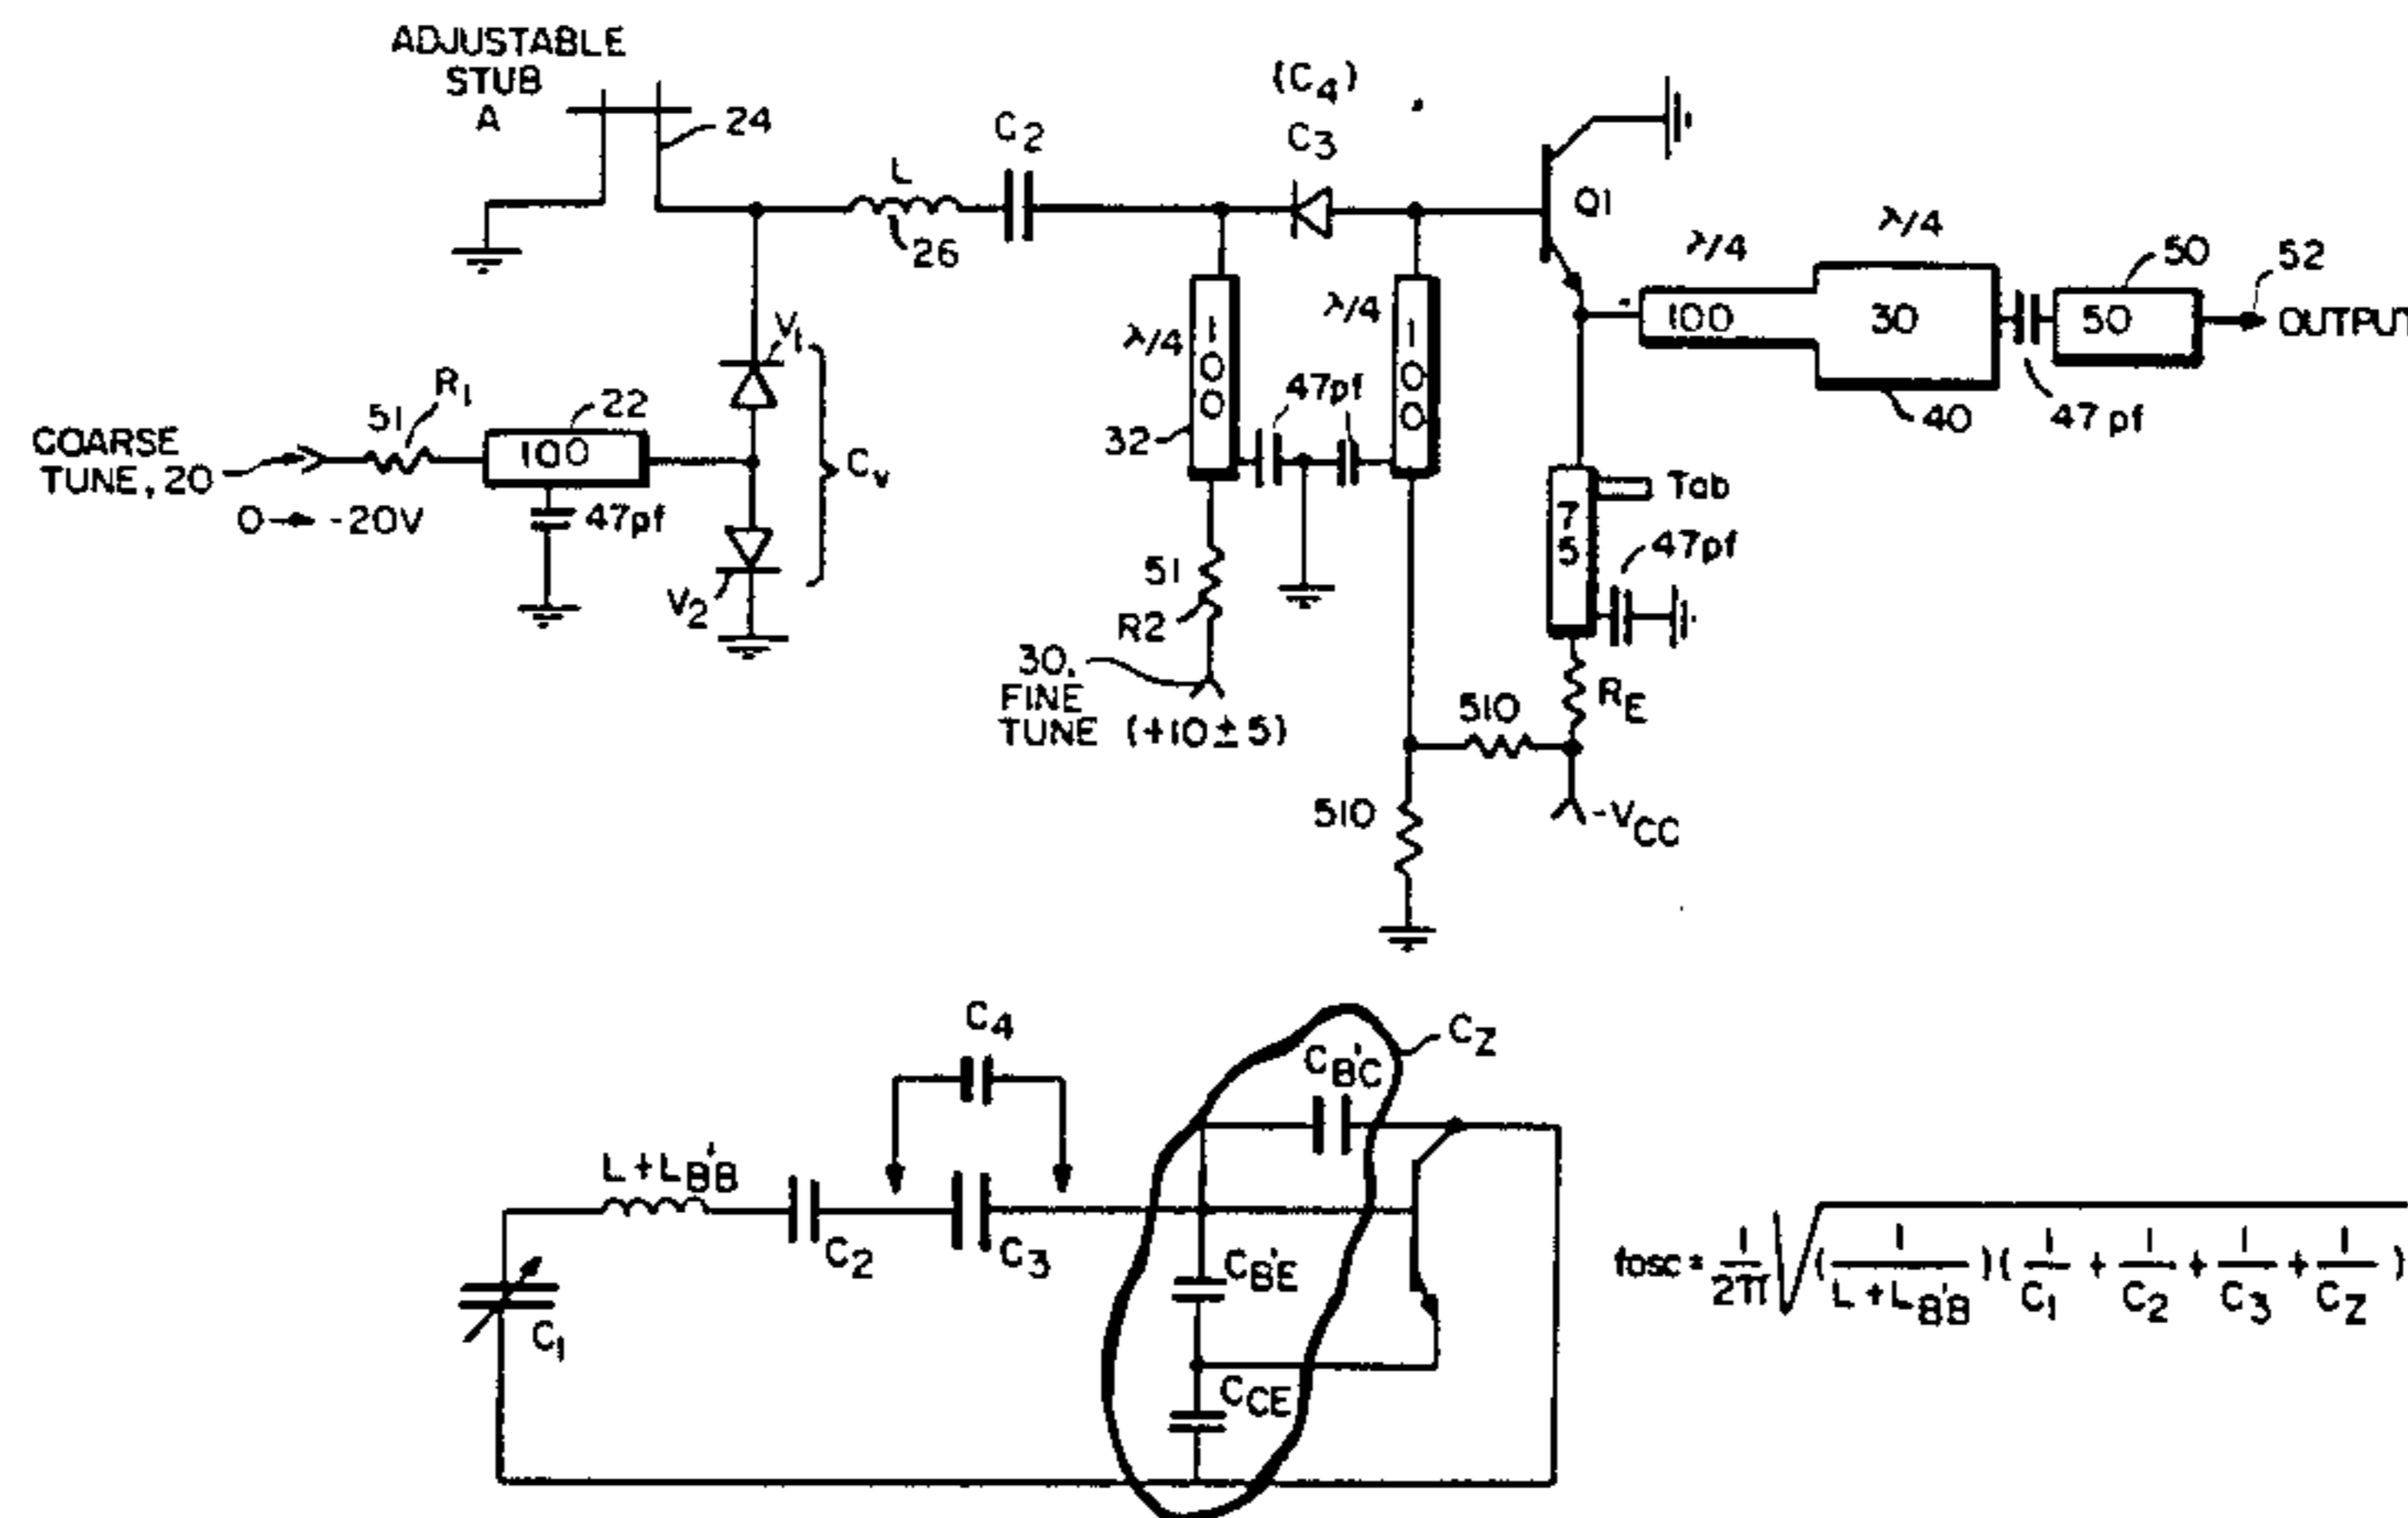 ADJUSTABLE
STUB
A
24
L
26
C2
(C4)
C3
Q1
λ/4
λ/4
100
30
40
47pf
50
50
52
OUTPUT
V1
V2
Cv
R1
51
22
100
COARSE
TUNE, 20
0→ -20V
47pf
λ/4
100
32
47pf
λ/4
100
51
R2
30.
FINE
TUNE (+10±5)
75
Tab
47pf
RE
510
510
-VCC
C4
L+LB'B
C2
C3
C1
CB'C
CZ
CB'E
CCE
fosc = 1/2π √(1/(L+LB'B))(1/C1 + 1/C2 + 1/C3 + 1/CZ)